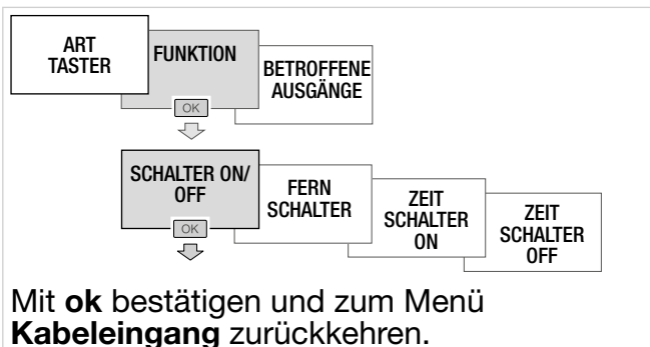 ART
TASTER
FUNKTION
BETROFFENE
AUSGÄNGE
OK
SCHALTER ON/
OFF
FERN
SCHALTER
ZEIT
SCHALTER
ON
ZEIT
SCHALTER
OFF
OK
Mit ok bestätigen und zum Menü
Kabeleingang zurückkehren.